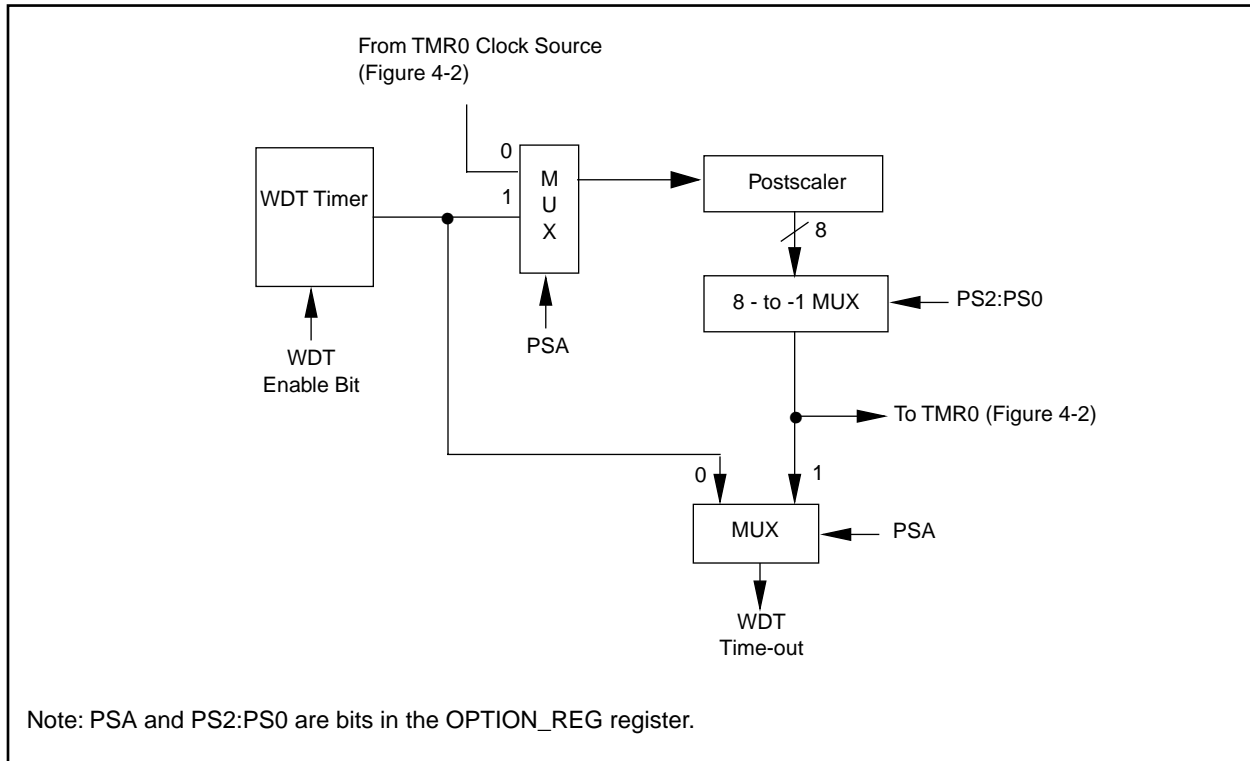 From TMR0 Clock Source
(Figure 4-2)
0
1
M
U
X
WDT Timer
Postscaler
8
8 - to -1 MUX
PS2:PS0
PSA
WDT
Enable Bit
To TMR0 (Figure 4-2)
0
1
MUX
PSA
WDT
Time-out
Note: PSA and PS2:PS0 are bits in the OPTION_REG register.